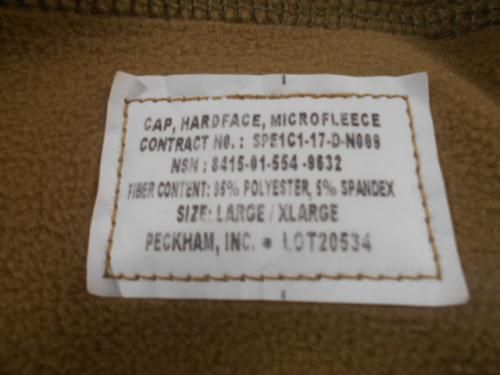 CAP, HARDFACE, MICROFLEECE
CONTRACT NO.: SPE1C1-17-D-N009
NSN: 8415-01-554-9632
FIBER CONTENT: 95% POLYESTER, 5% SPANDEX
SIZE: LARGE / XLARGE
PECKHAM, INC. • LOT20534